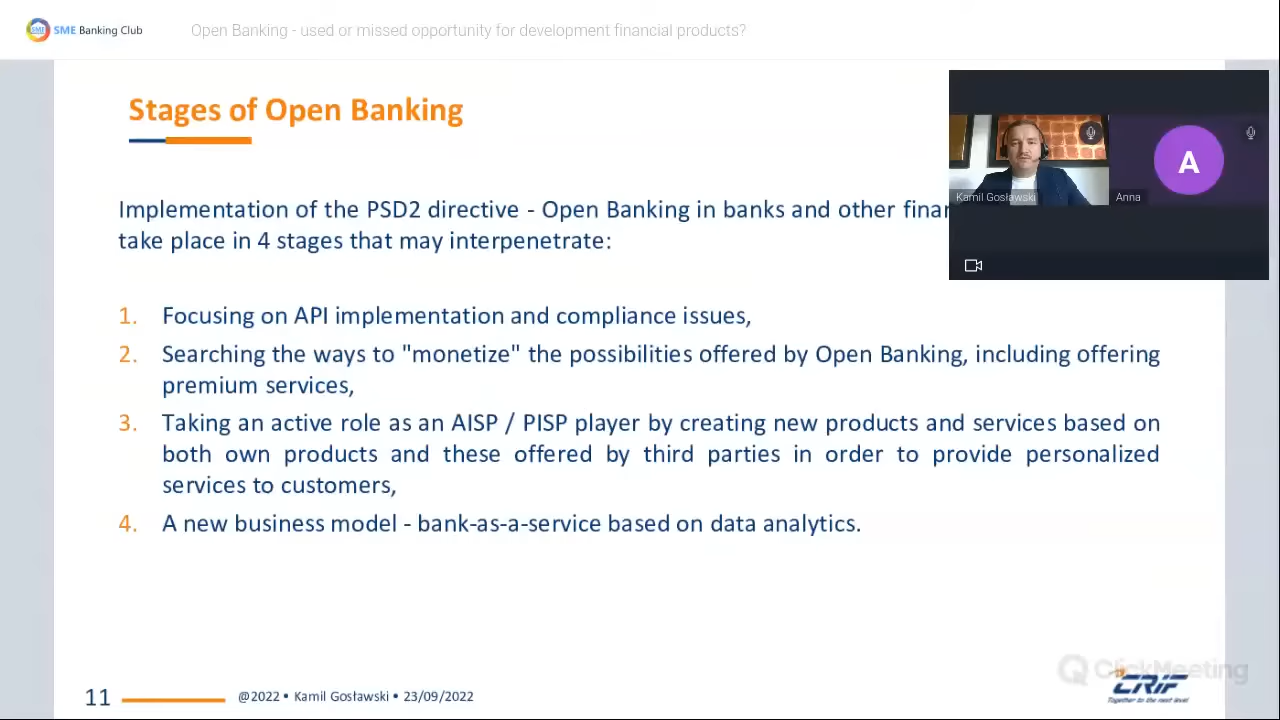 SME Banking Club
Open Banking - used or missed opportunity for development financial products?
Stages of Open Banking
Implementation of the PSD2 directive - Open Banking in banks and other
take place in 4 stages that may interpenetrate:
1. Focusing on API implementation and compliance issues,
2. Searching the ways to "monetize" the possibilities offered by Open Banking, including offering
premium services,
3. Taking an active role as an AISP / PISP player by creating new products and services based on
both own products and these offered by third parties in order to provide personalized
services to customers,
4. A new business model - bank-as-a-service based on data analytics.
A
Kamil Gosławski
Anna
11
@2022 • Kamil Gosławski • 23/09/2022
ClickMeeting
CRIF
Together to the next level